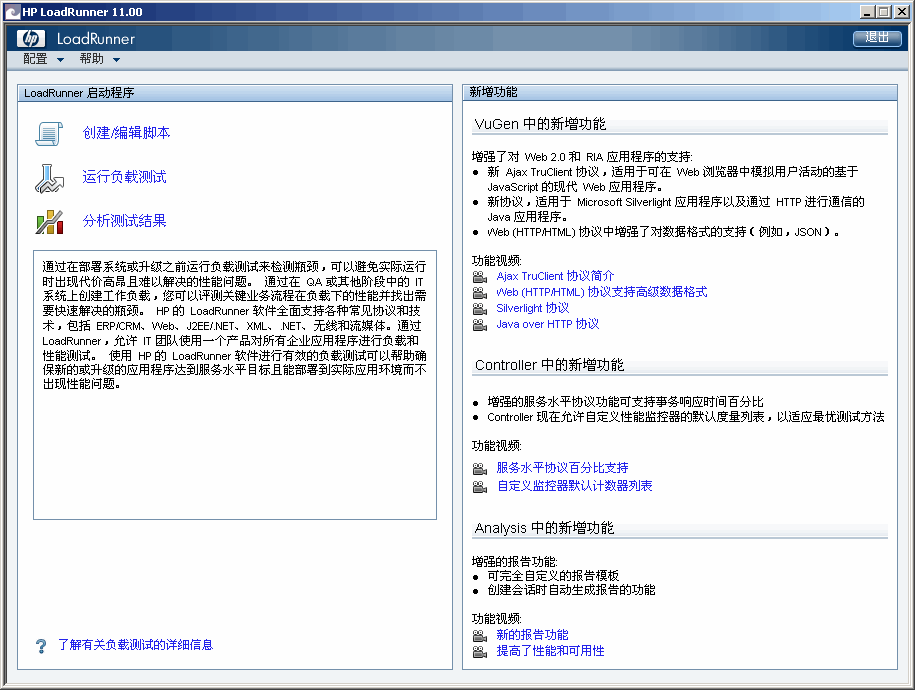 HP LoadRunner 11.00
hp LoadRunner
退出
配置 帮助
LoadRunner 启动程序
创建/编辑脚本
运行负载测试
分析测试结果
通过在部署系统或升级之前运行负载测试来检测瓶颈，可以避免实际运行
时出现代价高昂且难以解决的性能问题。 通过在 QA 或其他阶段中的 IT
系统上创建工作负载，您可以评测关键业务流程在负载下的性能并找出需
要快速解决的瓶颈。 HP 的 LoadRunner 软件全面支持各种常见协议和技
术，包括 ERP/CRM、Web、J2EE/.NET、XML、.NET、无线和流媒体。通过
LoadRunner，允许 IT 团队使用一个产品对所有企业应用程序进行负载和
性能测试。 使用 HP 的 LoadRunner 软件进行有效的负载测试可以帮助确
保新的或升级的应用程序达到服务水平目标且能部署到实际应用环境而不
出现性能问题。
? 了解有关负载测试的详细信息
新增功能
VuGen 中的新增功能
增强了对 Web 2.0 和 RIA 应用程序的支持:
• 新 Ajax TruClient 协议，适用于可在 Web 浏览器中模拟用户活动的基于
JavaScript 的现代 Web 应用程序。
• 新协议，适用于 Microsoft Silverlight 应用程序以及通过 HTTP 进行通信的
Java 应用程序。
• Web (HTTP/HTML) 协议中增强了对数据格式的支持（例如，JSON）。
功能视频:
Ajax TruClient 协议简介
Web (HTTP/HTML) 协议支持高级数据格式
Silverlight 协议
Java over HTTP 协议
Controller 中的新增功能
• 增强的服务水平协议功能可支持事务响应时间百分比
• Controller 现在允许自定义性能监控器的默认度量列表，以适应最优测试方法
功能视频:
服务水平协议百分比支持
自定义监控器默认计数器列表
Analysis 中的新增功能
增强的报告功能:
• 可完全自定义的报告模板
• 创建会话时自动生成报告的功能
功能视频:
新的报告功能
提高了性能和可用性